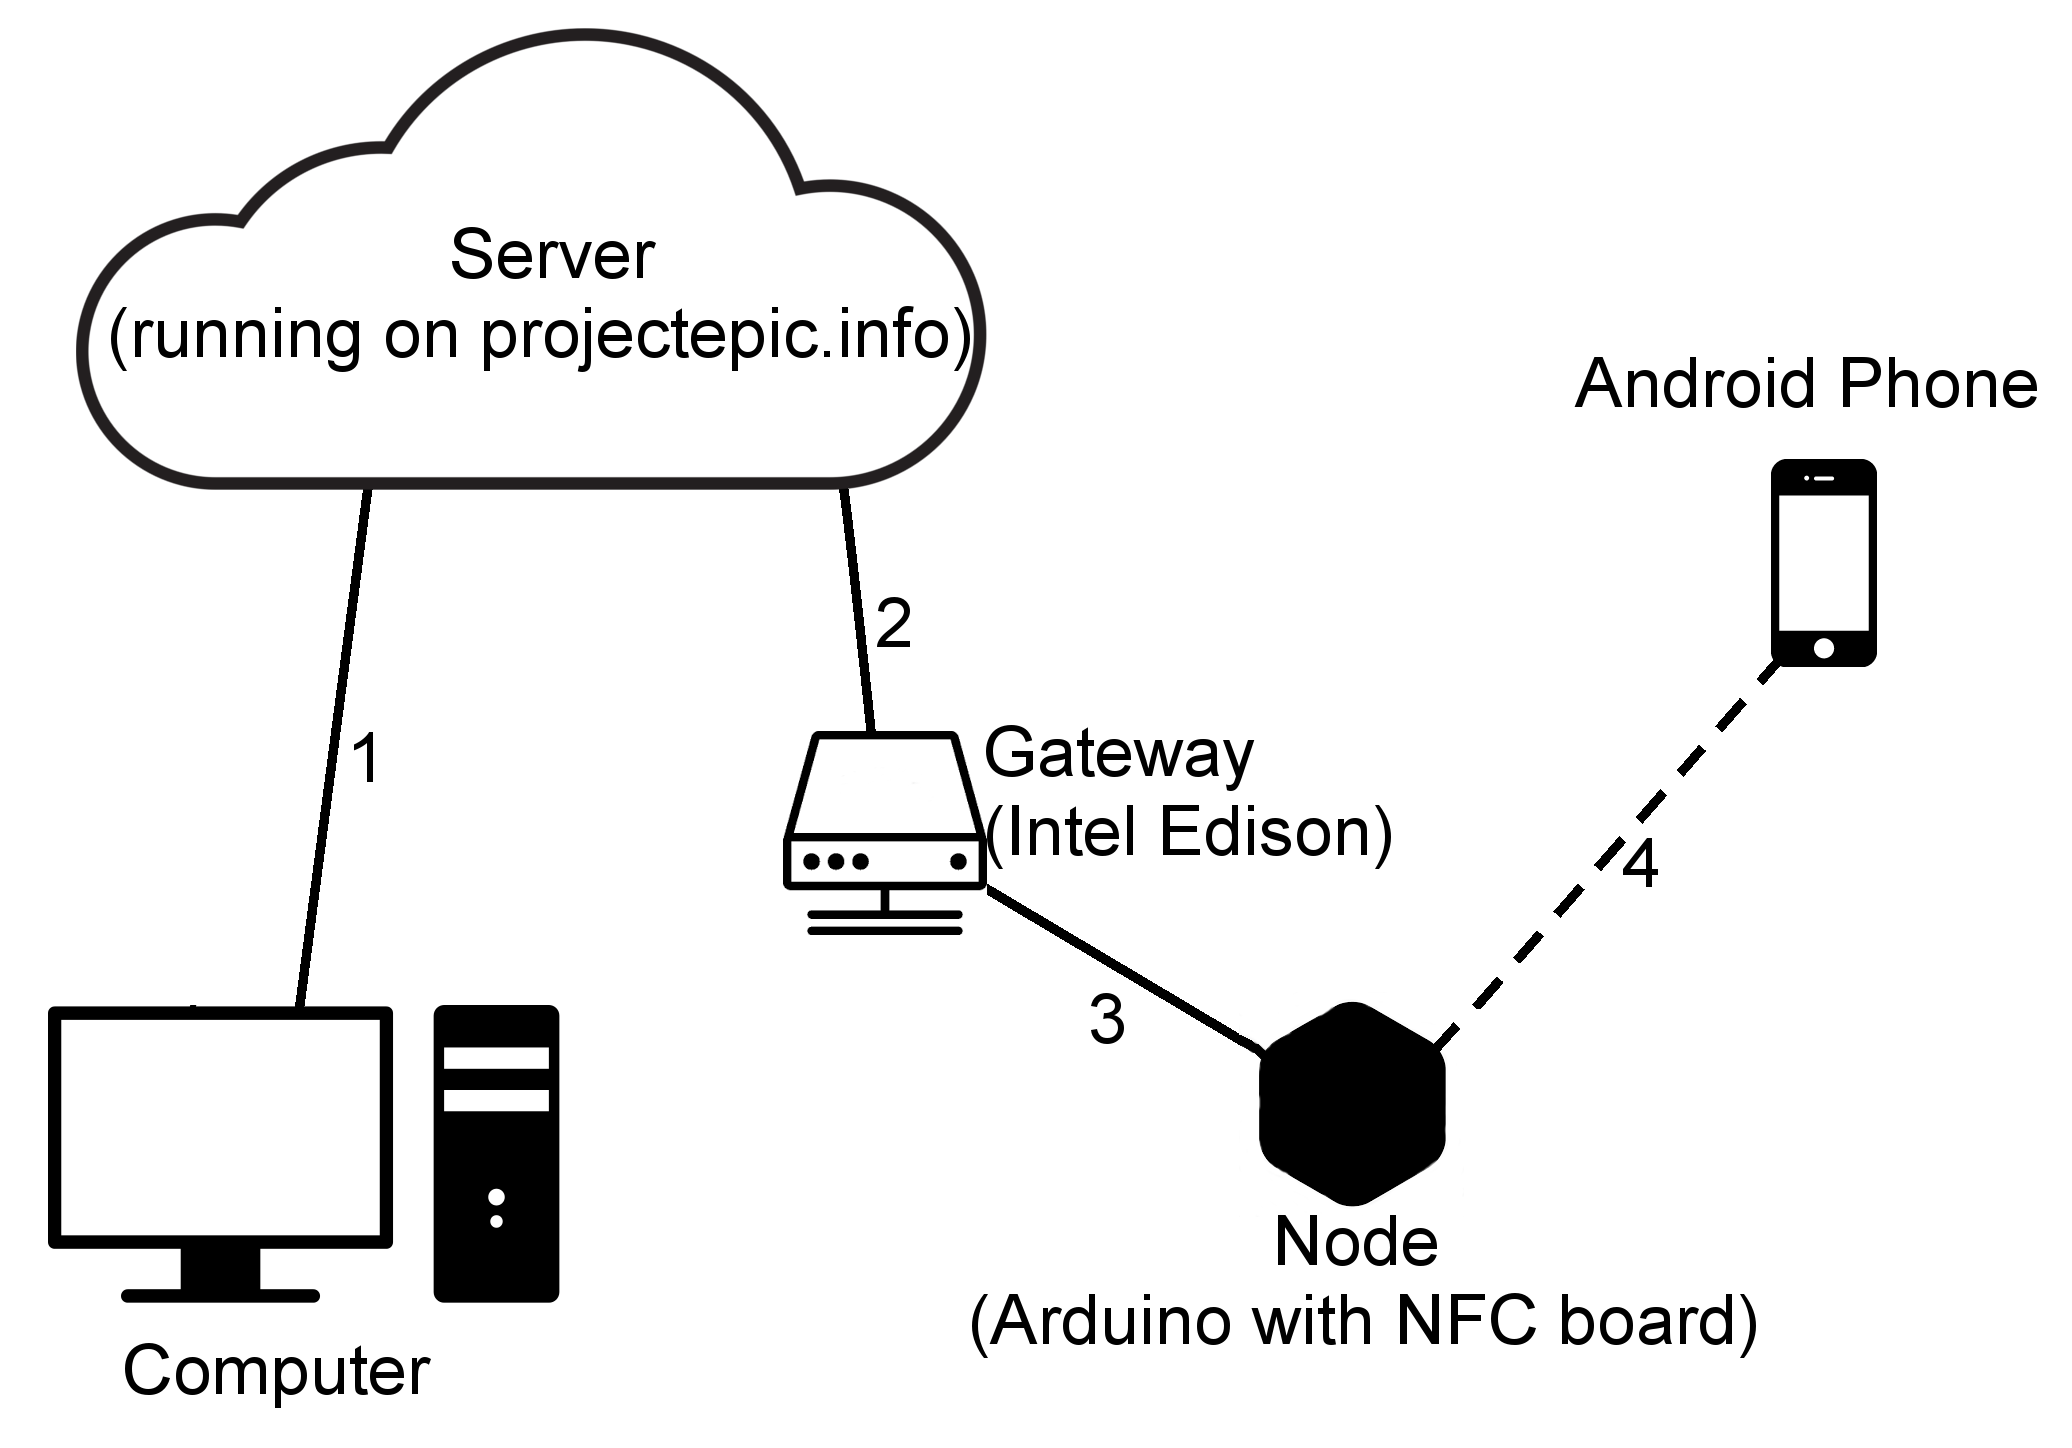 Server
(running on projectepic.info)
Android Phone
2
1
Gateway
(Intel Edison)
4
3
Node
(Arduino with NFC board)
Computer